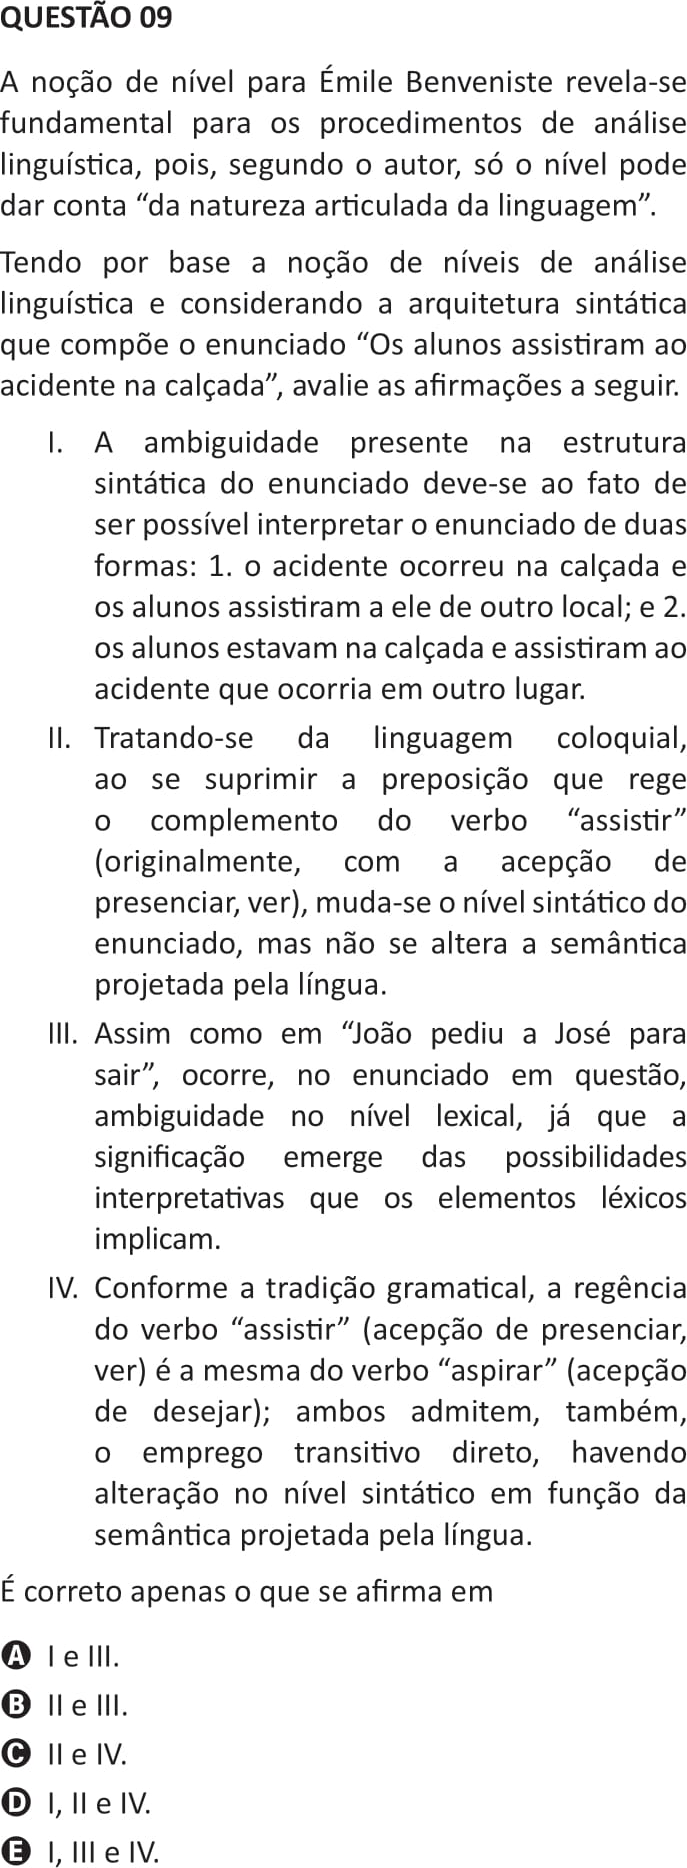 QUESTÃO 09
A noção de nível para Émile Benveniste revela-se
fundamental para os procedimentos de análise
linguística, pois, segundo o autor, só o nível pode
dar conta “da natureza articulada da linguagem”.
Tendo por base a noção de níveis de análise
linguística e considerando a arquitetura sintática
que compõe o enunciado “Os alunos assistiram ao
acidente na calçada”, avalie as afirmações a seguir.
I. A ambiguidade presente na estrutura
sintática do enunciado deve-se ao fato de
ser possível interpretar o enunciado de duas
formas: 1. o acidente ocorreu na calçada e
os alunos assistiram a ele de outro local; e 2.
os alunos estavam na calçada e assistiram ao
acidente que ocorria em outro lugar.
II. Tratando-se da linguagem coloquial,
ao se suprimir a preposição que rege
o complemento do verbo “assistir”
(originalmente, com a acepção de
presenciar, ver), muda-se o nível sintático do
enunciado, mas não se altera a semântica
projetada pela língua.
III. Assim como em “João pediu a José para
sair”, ocorre, no enunciado em questão,
ambiguidade no nível lexical, já que a
significação emerge das possibilidades
interpretativas que os elementos léxicos
implicam.
IV. Conforme a tradição gramatical, a regência
do verbo “assistir” (acepção de presenciar,
ver) é a mesma do verbo “aspirar” (acepção
de desejar); ambos admitem, também,
o emprego transitivo direto, havendo
alteração no nível sintático em função da
semântica projetada pela língua.
É correto apenas o que se afirma em
A I e III.
B II e III.
C II e IV.
D I, II e IV.
E I, III e IV.